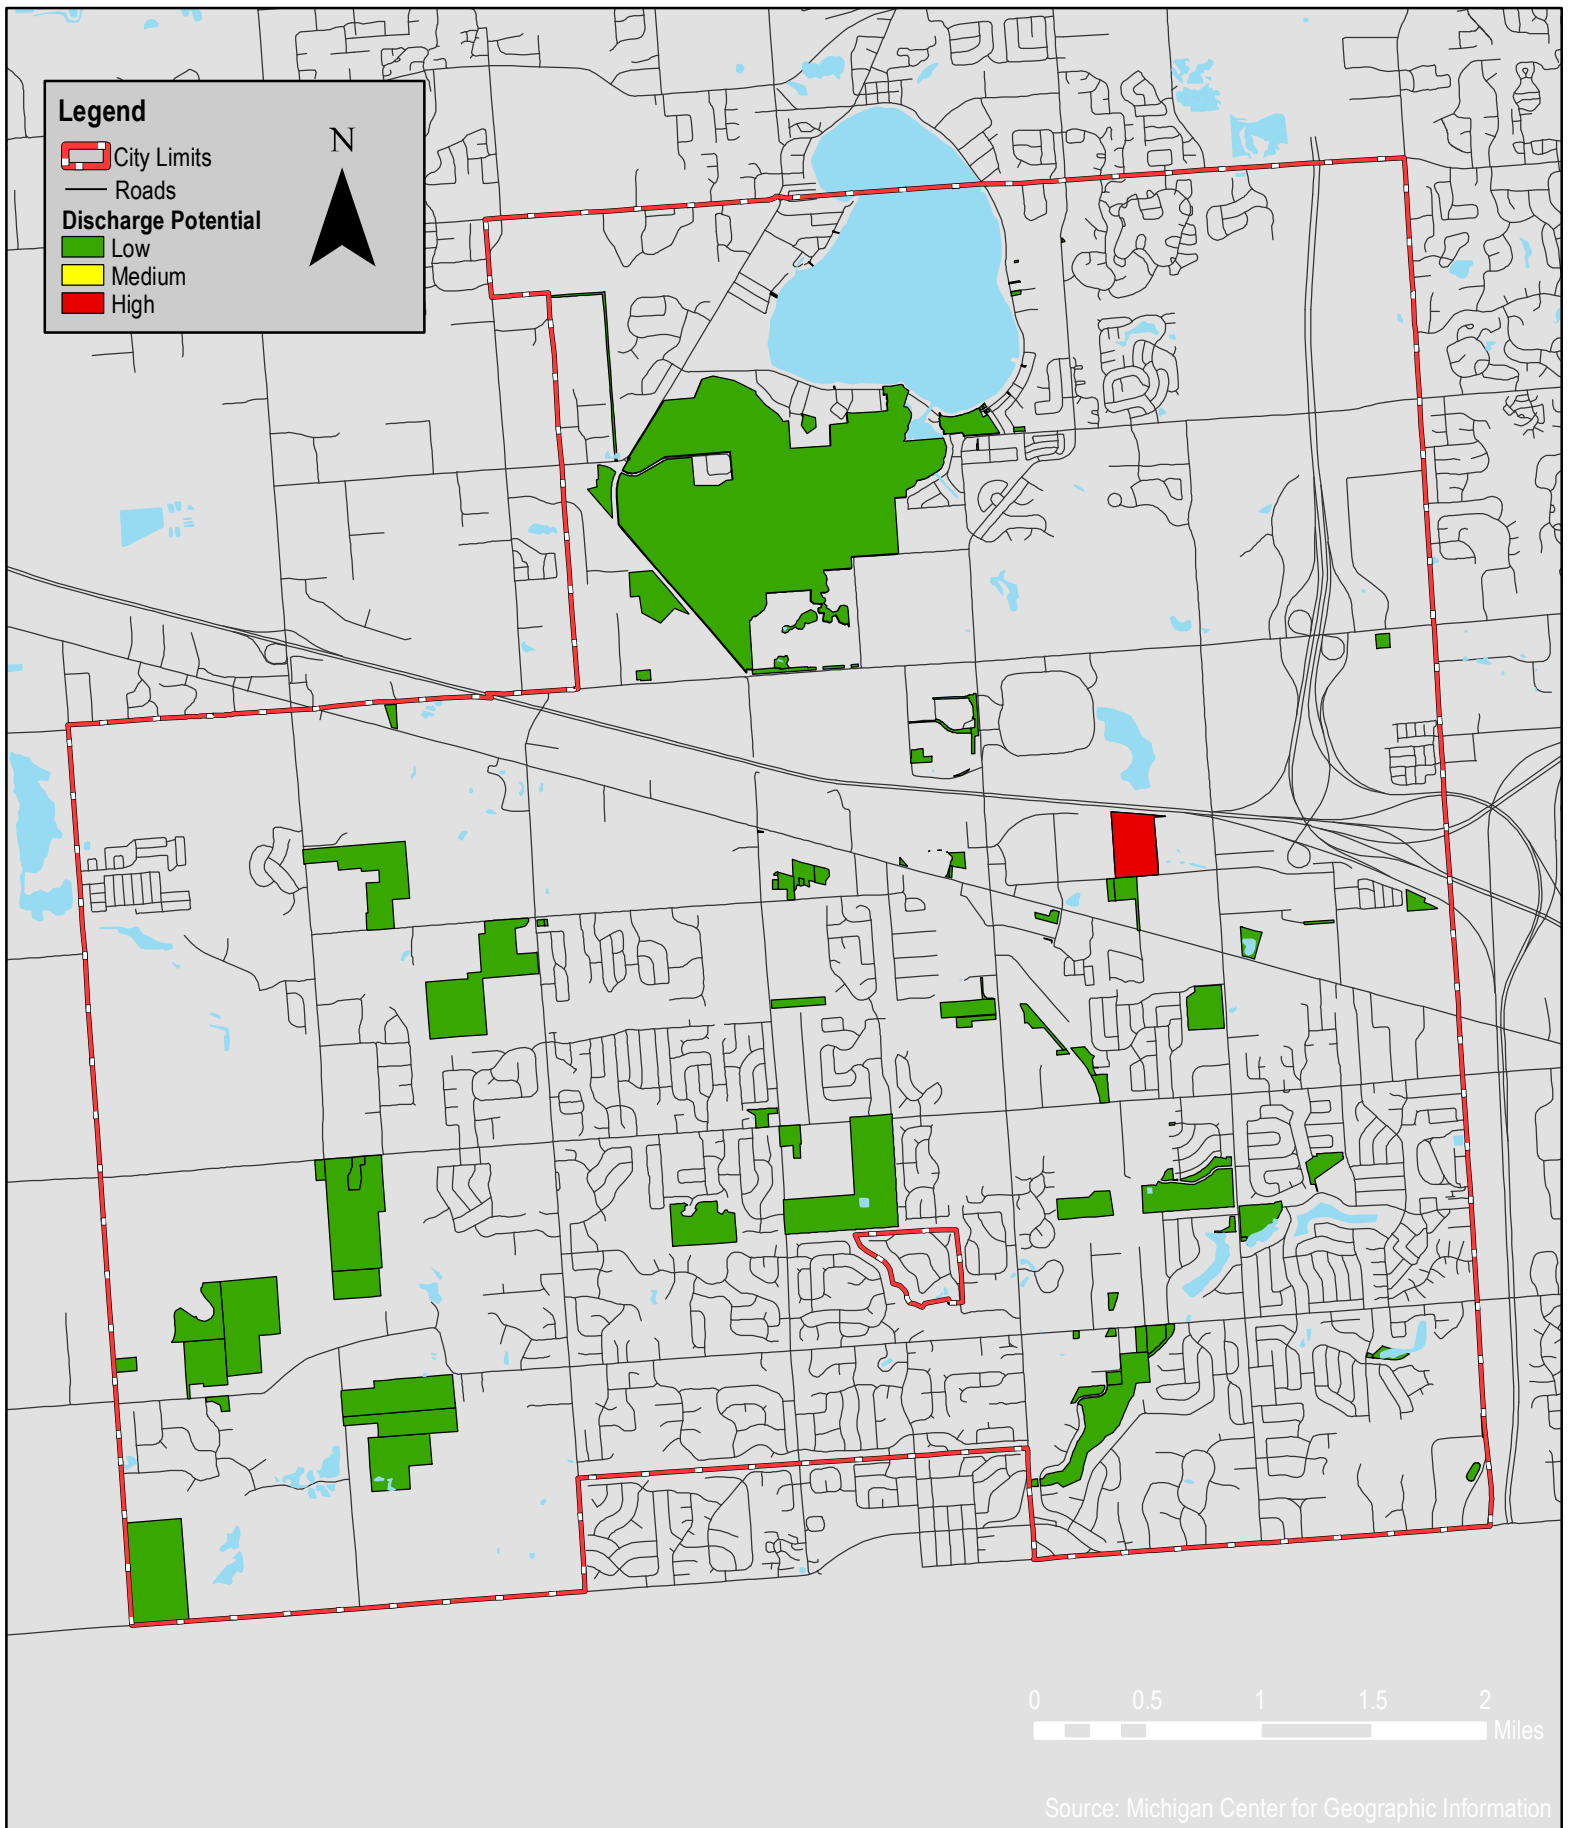 Legend
N
City Limits
Roads
Discharge Potential
Low
Medium
High
0 0.5 1 1.5 2
Miles
Source: Michigan Center for Geographic Information